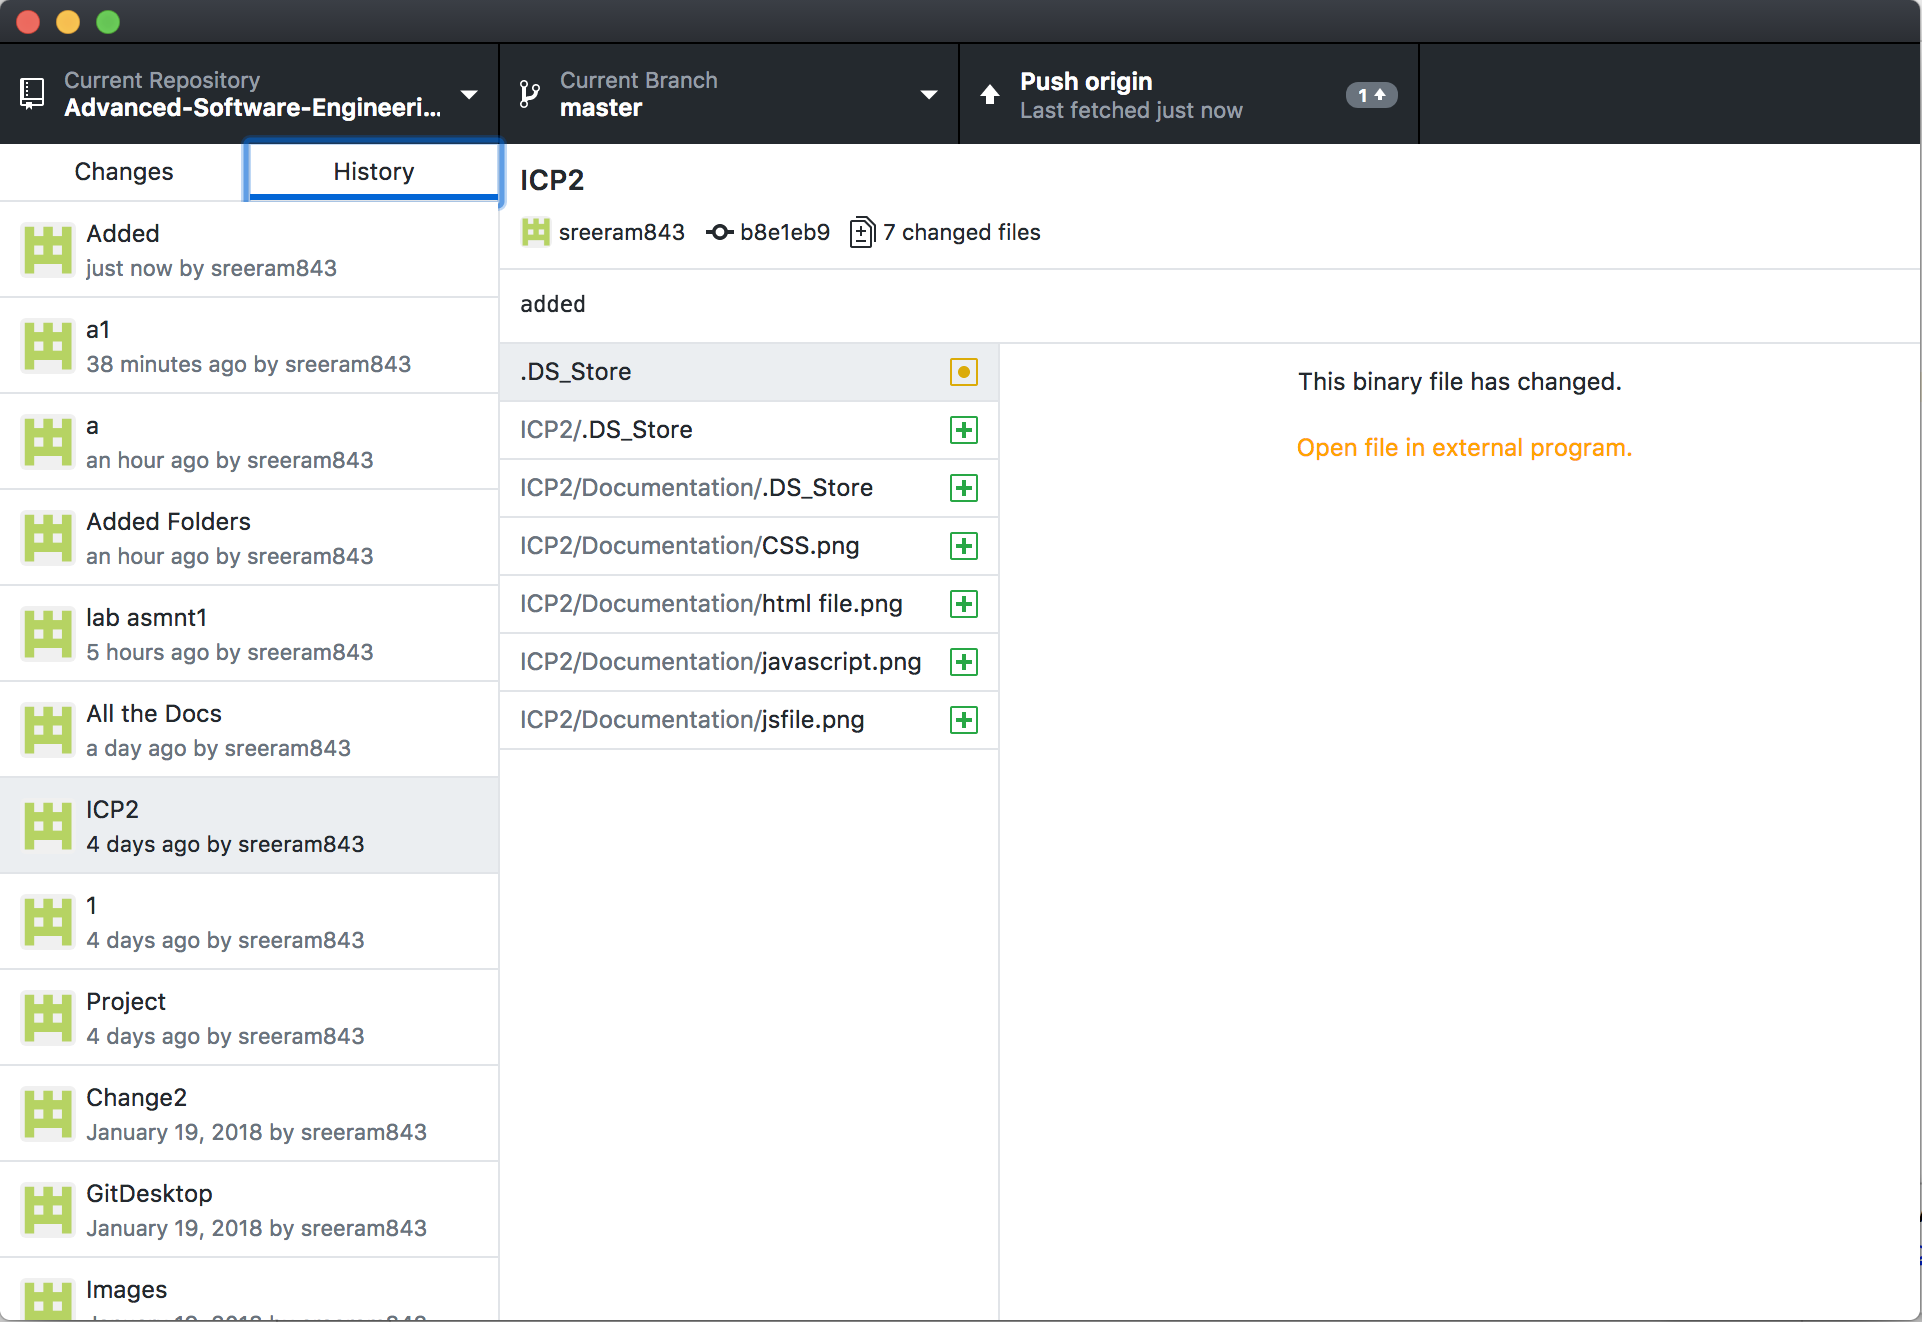 Current Repository
Advanced-Software-Engineeri...
Current Branch
master
Push origin
Last fetched just now
1
Changes
History
Added
just now by sreeram843
a1
38 minutes ago by sreeram843
a
an hour ago by sreeram843
Added Folders
an hour ago by sreeram843
lab asmnt1
5 hours ago by sreeram843
All the Docs
a day ago by sreeram843
ICP2
4 days ago by sreeram843
1
4 days ago by sreeram843
Project
4 days ago by sreeram843
Change2
January 19, 2018 by sreeram843
GitDesktop
January 19, 2018 by sreeram843
Images
January 19, 2018 by sreeram843
ICP2
sreeram843 b8e1eb9 7 changed files
added
.DS_Store
ICP2/.DS_Store
ICP2/Documentation/.DS_Store
ICP2/Documentation/CSS.png
ICP2/Documentation/html file.png
ICP2/Documentation/javascript.png
ICP2/Documentation/jsfile.png
This binary file has changed.
Open file in external program.